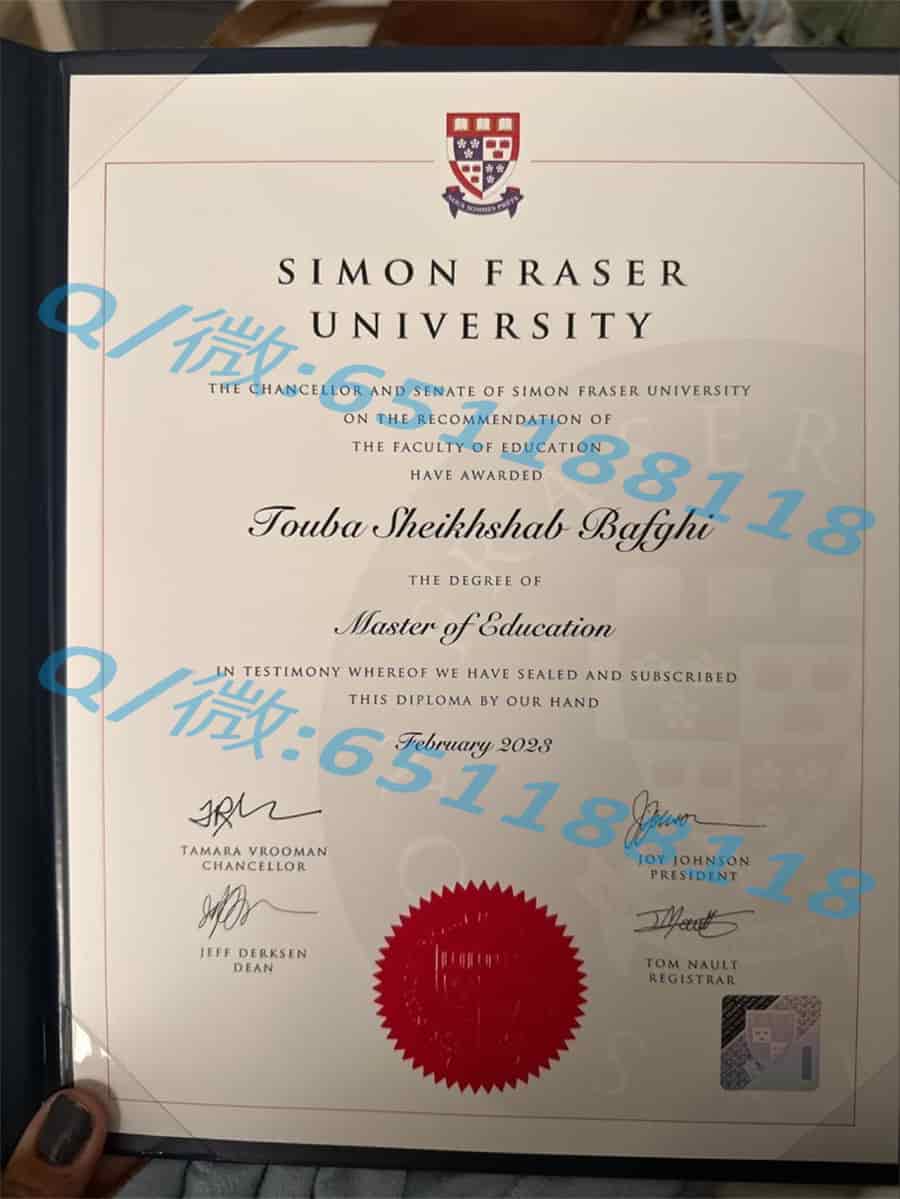 NOUS SOMMES PRÊTS
SIMON FRASER
UNIVERSITY
Q/微:651188118
THE CHANCELLOR AND SENATE OF SIMON FRASER UNIVERSITY
ON THE RECOMMENDATION OF
THE FACULTY OF EDUCATION
HAVE AWARDED
Touba Sheikhshab Bafghi
THE DEGREE OF
Master of Education
IN TESTIMONY WHEREOF WE HAVE SEALED AND SUBSCRIBED
THIS DIPLOMA BY OUR HAND
Q/微:651188118
February 2023
TAMARA VROOMAN
CHANCELLOR
JOY JOHNSON
PRESIDENT
JEFF DERKSEN
DEAN
TOM NAULT
REGISTRAR